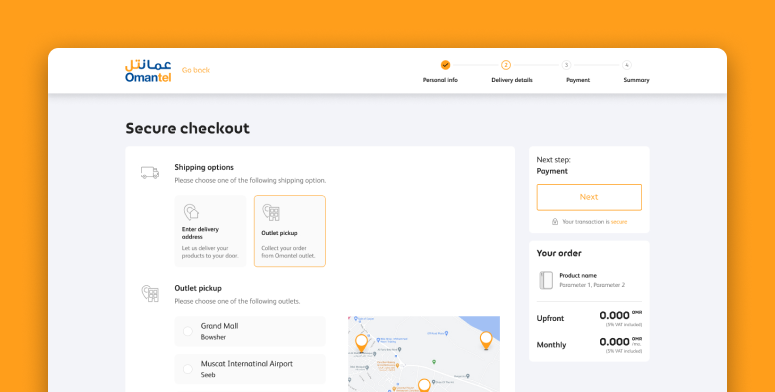 عمانتل
Omantel
Go back
2
3
4
Personal info
Delivery details
Payment
Summary
Secure checkout
Shipping options
Please choose one of the following shipping option.
Enter delivery
address
Let us deliver your
products to your door.
Outlet pickup
Collect your order
from Omantel outlet.
Outlet pickup
Please choose one of the following outlets.
Grand Mall
Bowsher
Muscat Internatinal Airport
Seeb
Next step:
Payment
Next
Your transaction is secure
Your order
Product name
Parameter 1, Parameter 2
Upfront
0.000 OMR
(5% VAT included)
Monthly
0.000 OMR
/mo.
(5% VAT included)